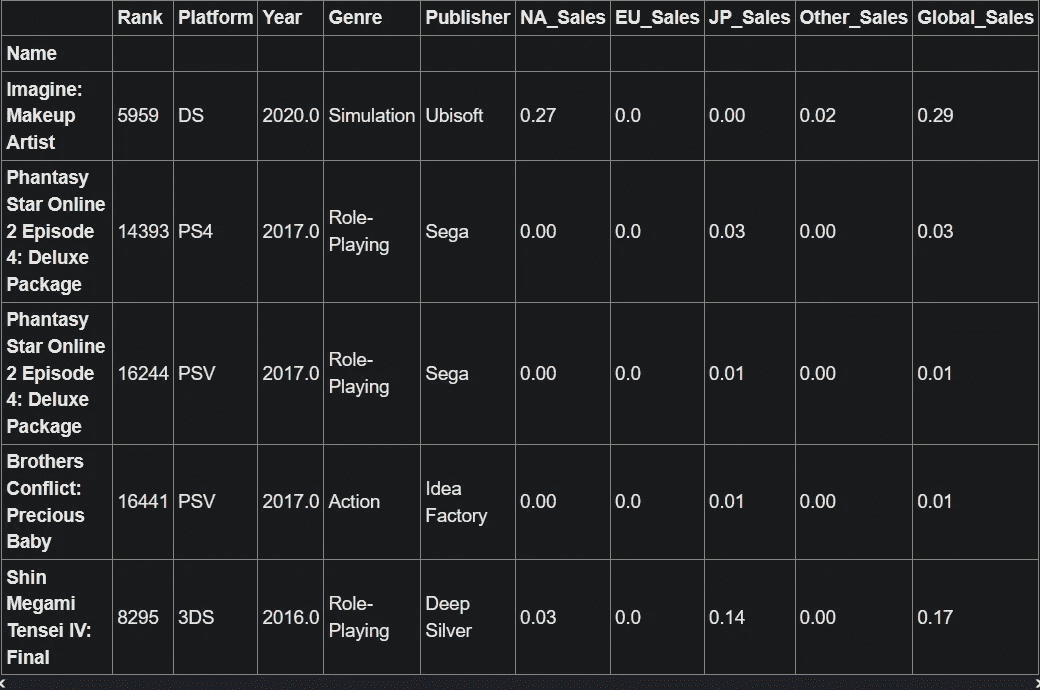 Rank Platform Year Genre Publisher NA_Sales EU_Sales JP_Sales Other_Sales Global_Sales
Name
Imagine:
Makeup
Artist
5959 DS 2020.0 Simulation Ubisoft 0.27 0.0 0.00 0.02 0.29
Phantasy
Star Online
2 Episode
4: Deluxe
Package
14393 PS4 2017.0 Role-
Playing
Sega 0.00 0.0 0.03 0.00 0.03
Phantasy
Star Online
2 Episode
4: Deluxe
Package
16244 PSV 2017.0 Role-
Playing
Sega 0.00 0.0 0.01 0.00 0.01
Brothers
Conflict:
Precious
Baby
16441 PSV 2017.0 Action Idea
Factory
0.00 0.0 0.01 0.00 0.01
Shin
Megami
Tensei IV:
Final
8295 3DS 2016.0 Role-
Playing
Deep
Silver
0.03 0.0 0.14 0.00 0.17